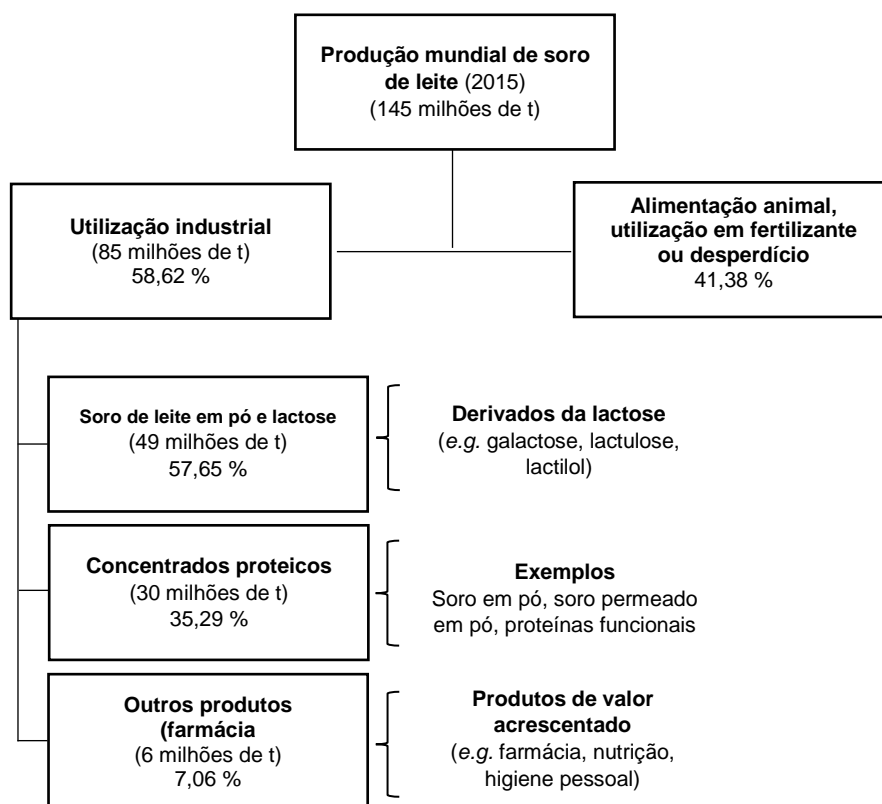 Produção mundial de soro
de leite (2015)
(145 milhões de t)
Utilização industrial
(85 milhões de t)
58,62 %
Alimentação animal,
utilização em fertilizante
ou desperdício
41,38 %
Soro de leite em pó e lactose
(49 milhões de t)
57,65 %
Derivados da lactose
(e.g. galactose, lactulose,
lactilol)
Concentrados proteicos
(30 milhões de t)
35,29 %
Exemplos
Soro em pó, soro permeado
em pó, proteínas funcionais
Outros produtos
(farmácia
(6 milhões de t)
7,06 %
Produtos de valor
acrescentado
(e.g. farmácia, nutrição,
higiene pessoal)